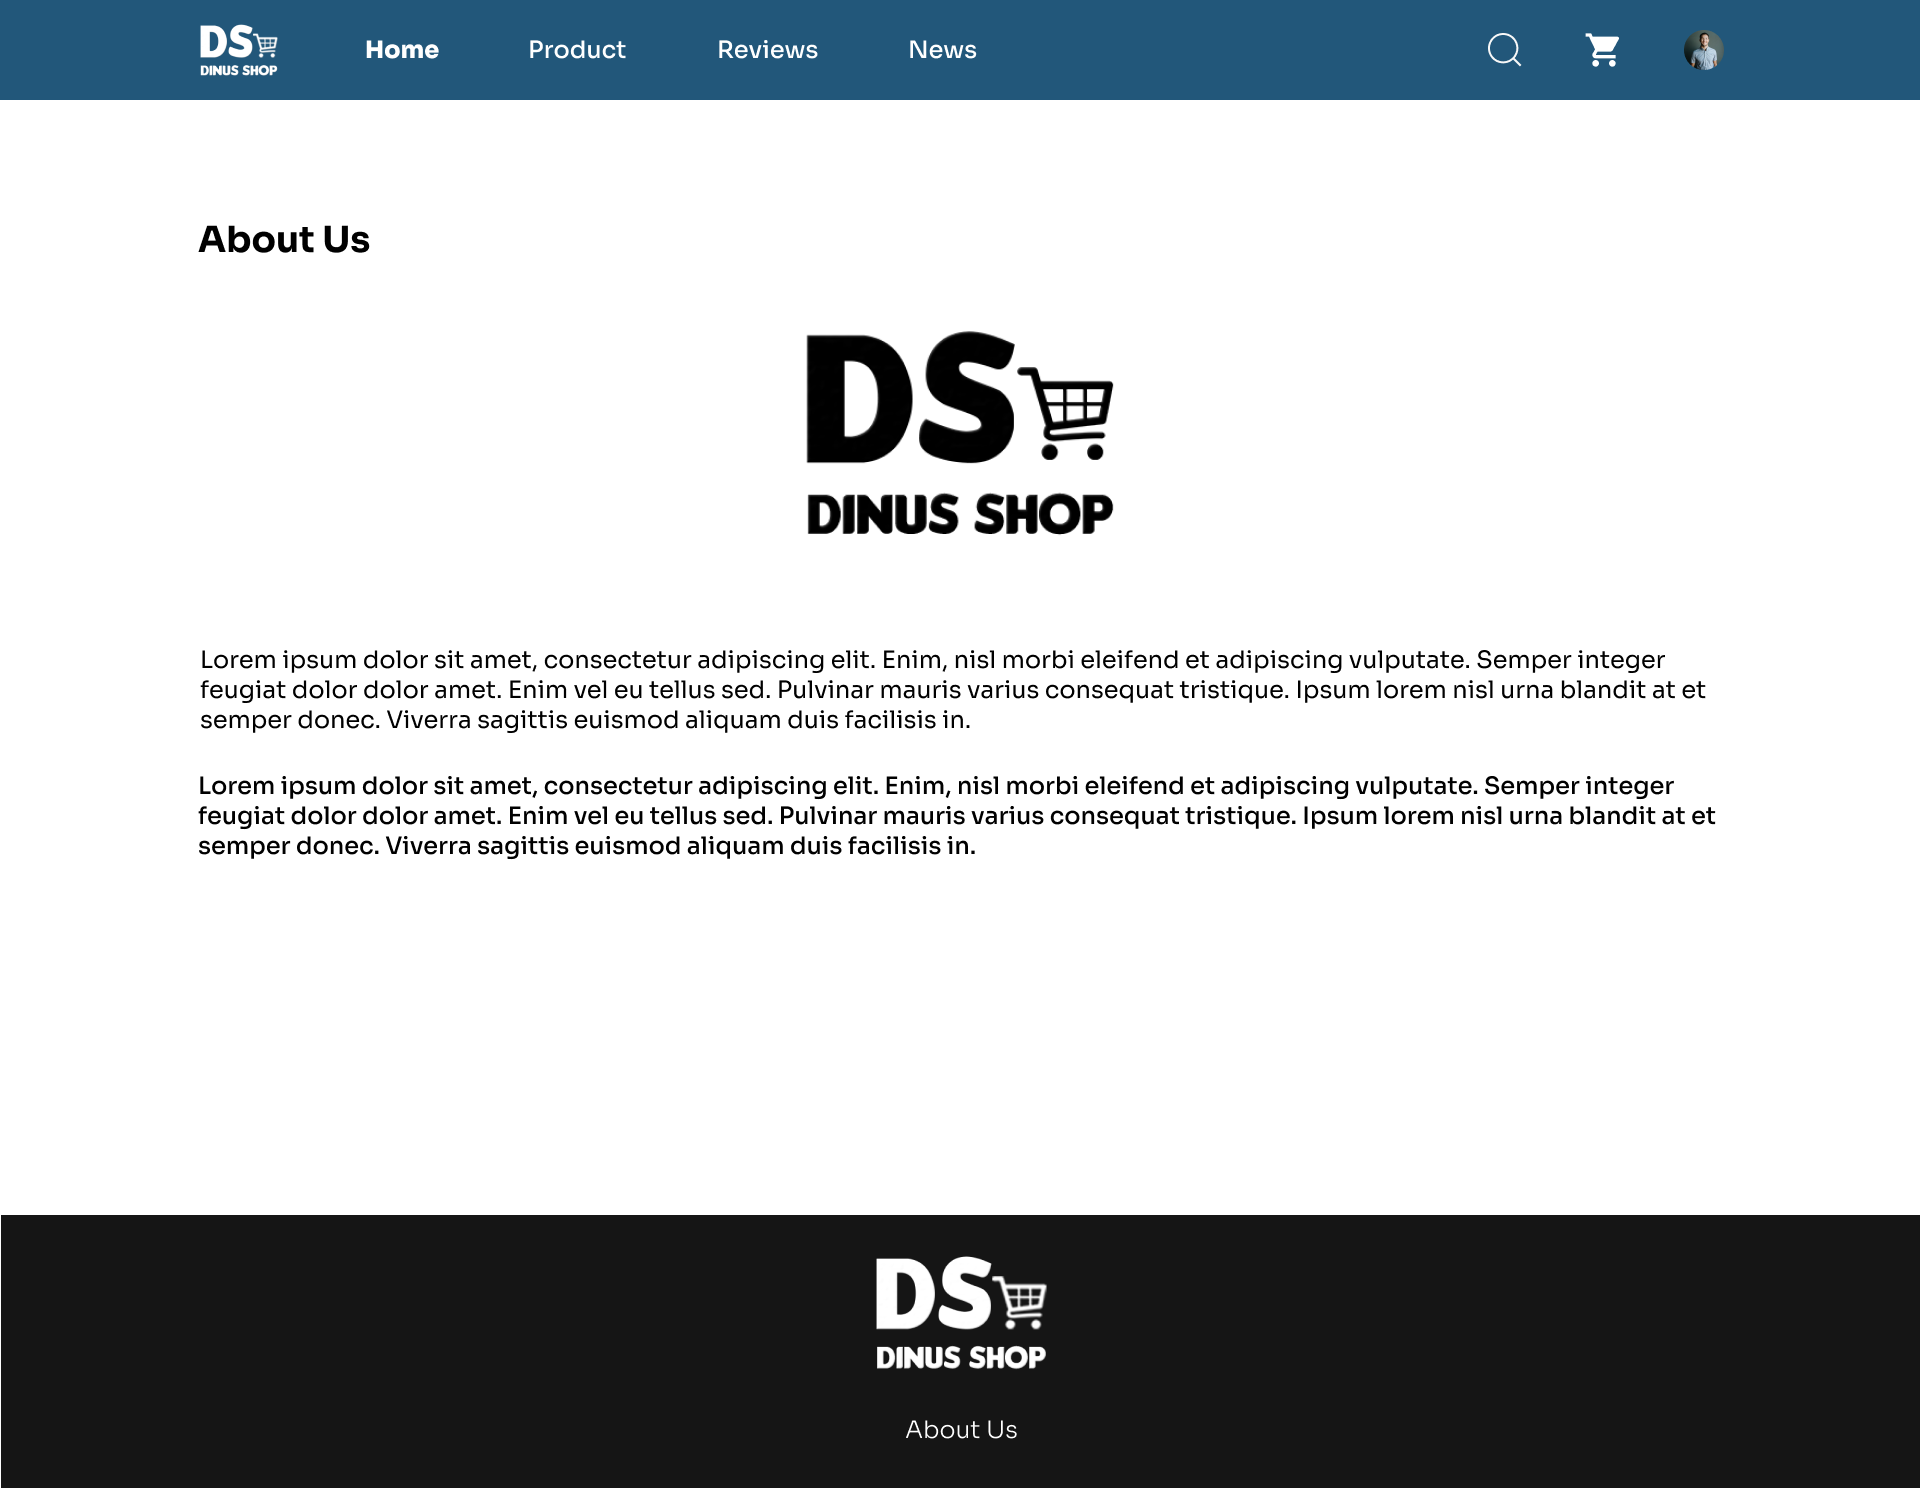 DS
DINUS SHOP
Home
Product
Reviews
News
About Us
DS
DINUS SHOP
Lorem ipsum dolor sit amet, consectetur adipiscing elit. Enim, nisl morbi eleifend et adipiscing vulputate. Semper integer
feugiat dolor dolor amet. Enim vel eu tellus sed. Pulvinar mauris varius consequat tristique. Ipsum lorem nisl urna blandit at et
semper donec. Viverra sagittis euismod aliquam duis facilisis in.
Lorem ipsum dolor sit amet, consectetur adipiscing elit. Enim, nisl morbi eleifend et adipiscing vulputate. Semper integer
feugiat dolor dolor amet. Enim vel eu tellus sed. Pulvinar mauris varius consequat tristique. Ipsum lorem nisl urna blandit at et
semper donec. Viverra sagittis euismod aliquam duis facilisis in.
DS
DINUS SHOP
About Us